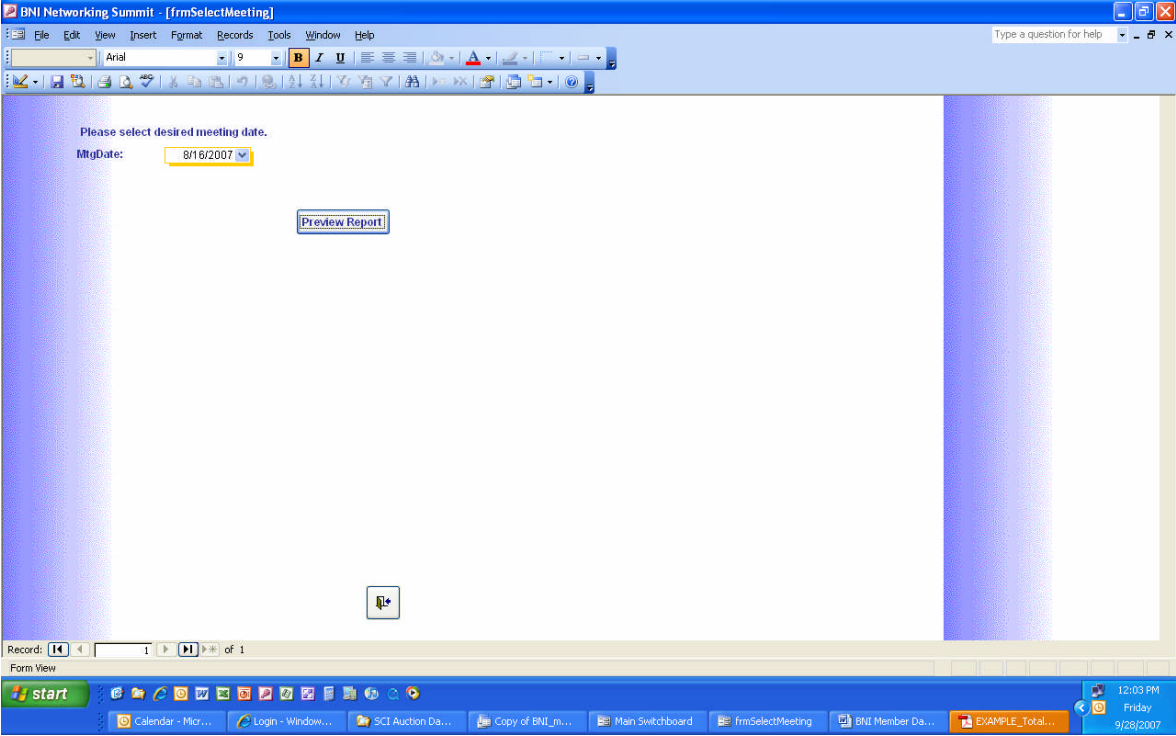 BNI Networking Summit - [frmSelectMeeting]
File Edit View Insert Format Records Tools Window Help
Type a question for help
Arial 9 B I U A
Please select desired meeting date.
MtgDate: 8/16/2007
Preview Report
Record: 1 of 1
Form View
start
12:03 PM
Calendar - Micr... Login - Window... SCI Auction Da... Copy of BNI_m... Main Switchboard frmSelectMeeting BNI Member Da... EXAMPLE_Total...
Friday
9/28/2007